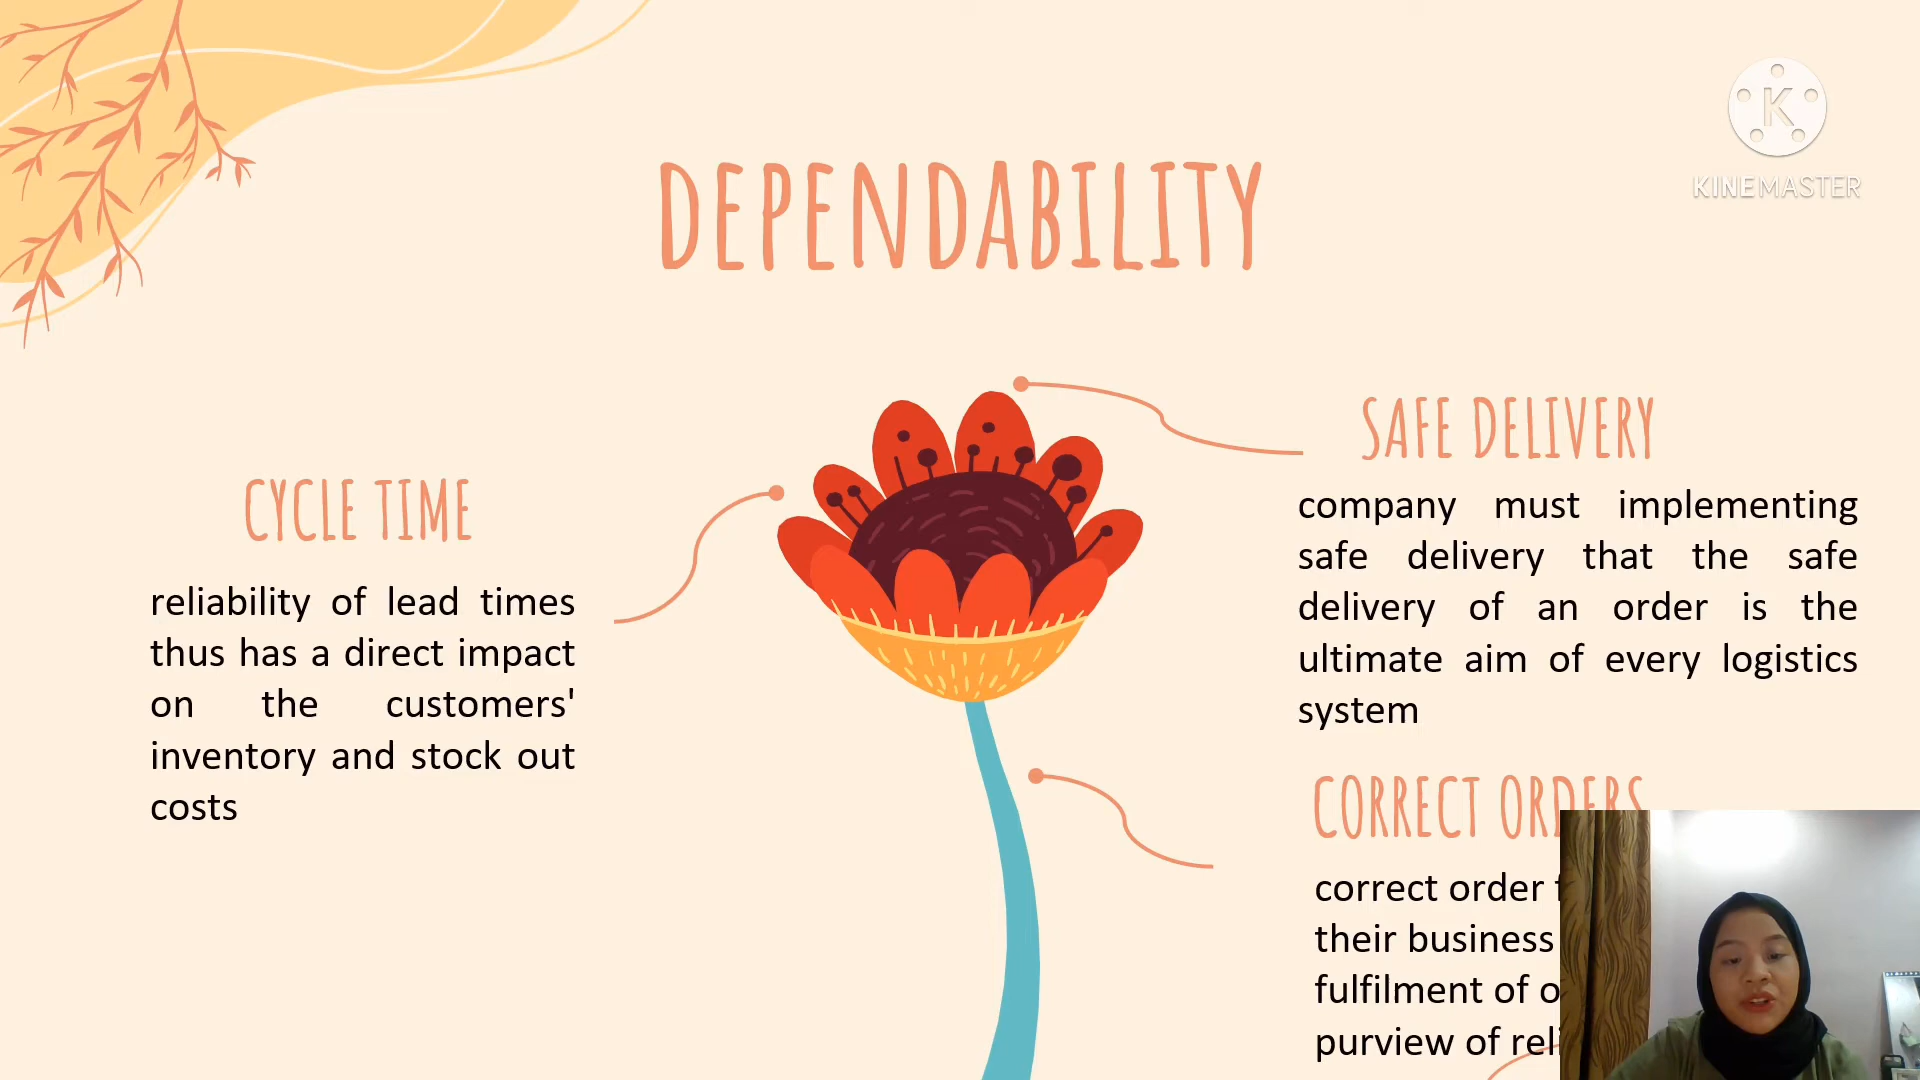 DEPENDABILITY
K
KINEMASTER
CYCLE TIME
reliability of lead times
thus has a direct impact
on the customers'
inventory and stock out
costs
SAFE DELIVERY
company must implementing
safe delivery that the safe
delivery of an order is the
ultimate aim of every logistics
system
CORRECT ORDERS
correct order
their business
fulfilment of
purview of